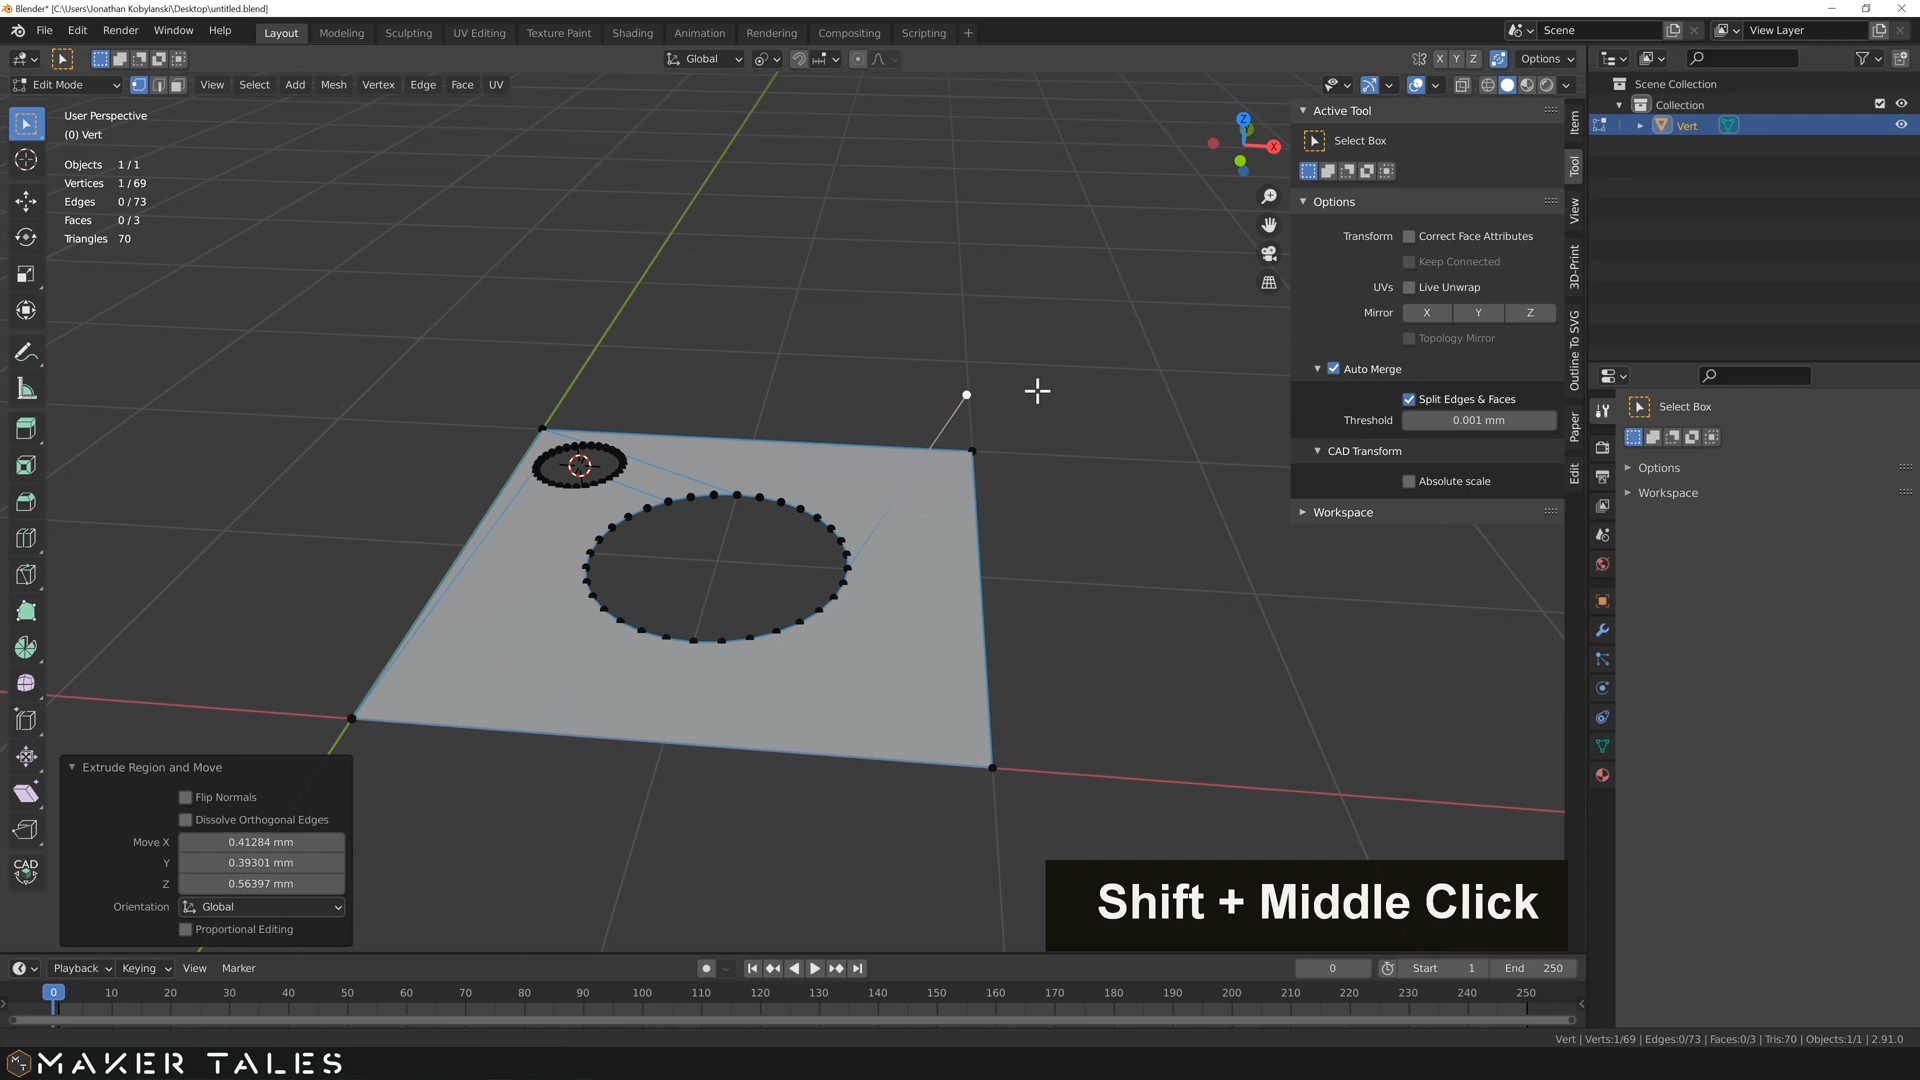 Blender* [C:\Users\Jonathan Kobylanski\Desktop\untitled.blend]
File Edit Render Window Help
Layout Modeling Sculpting UV Editing Texture Paint Shading Animation Rendering Compositing Scripting +
Scene View Layer
Global X Y Z Options
Edit Mode View Select Add Mesh Vertex Edge Face UV
User Perspective
(0) Vert
Objects 1/1
Vertices 1/69
Edges 0/73
Faces 0/3
Triangles 70
Z
X
CAD
Active Tool
Select Box
Options
Transform Correct Face Attributes
Keep Connected
UVs Live Unwrap
Mirror X Y Z
Topology Mirror
Auto Merge
Split Edges & Faces
Threshold 0.001 mm
CAD Transform
Absolute scale
Workspace
Item
Tool
View
3D-Print
Outline To SVG
Paper
Edit
Scene Collection
Collection
Vert
Select Box
Options
Workspace
Extrude Region and Move
Flip Normals
Dissolve Orthogonal Edges
Move X 0.41284 mm
Y 0.39301 mm
Z 0.56397 mm
Orientation Global
Proportional Editing
Shift + Middle Click
Playback Keying View Marker
0 Start 1 End 250
0 10 20 30 40 50 60 70 80 90 100 110 120 130 140 150 160 170 180 190 200 210 220 230 240 250
Vert | Verts:1/69 | Edges:0/73 | Faces:0/3 | Tris:70 | Objects:1/1 | 2.91.0
MAKER TALES